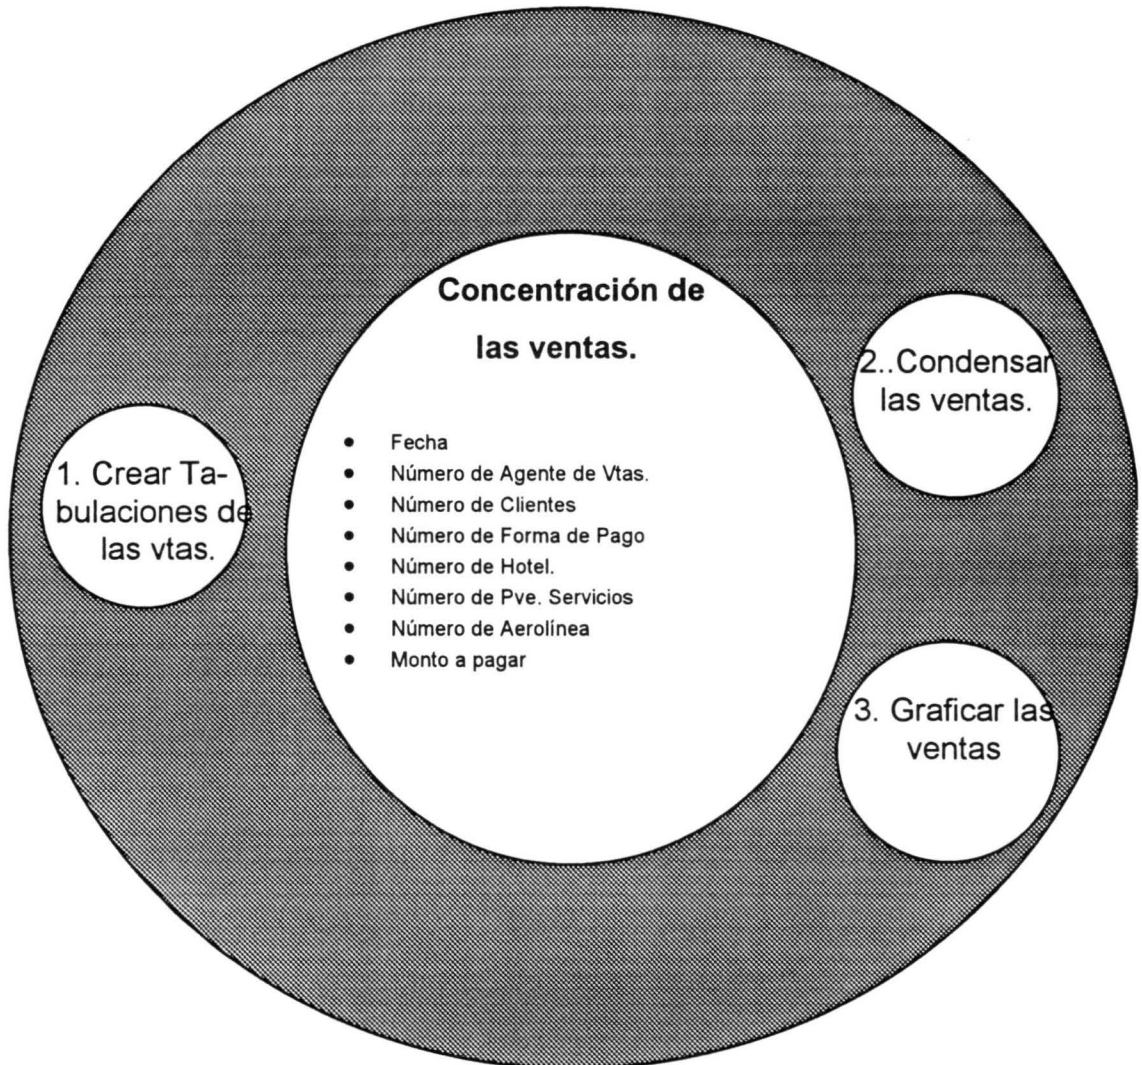 Concentración de
las ventas.
• Fecha
• Número de Agente de Vtas.
• Número de Clientes
• Número de Forma de Pago
• Número de Hotel.
• Número de Pve. Servicios
• Número de Aerolínea
• Monto a pagar
1. Crear Ta-
bulaciones de
las vtas.
2..Condensar
las ventas.
3. Graficar las
ventas